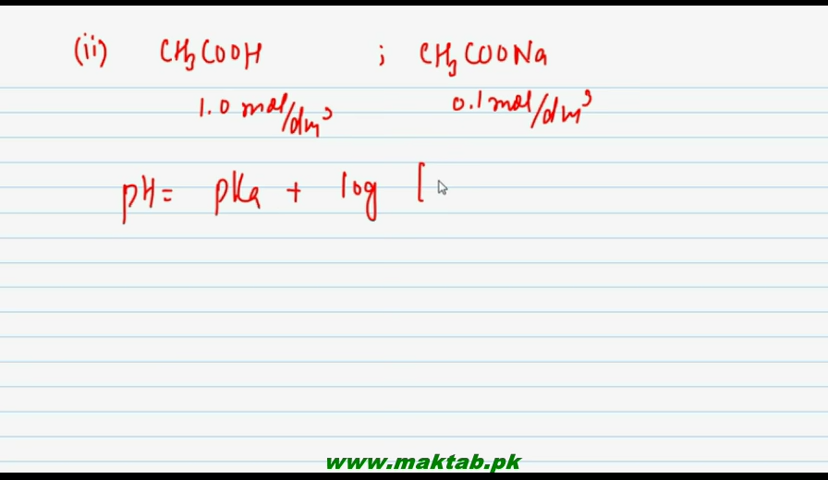 (ii) CH3COOH ; CH3COONa
1.0 mol/dm³ 0.1 mol/dm³
pH = pKa + log [
www.maktab.pk